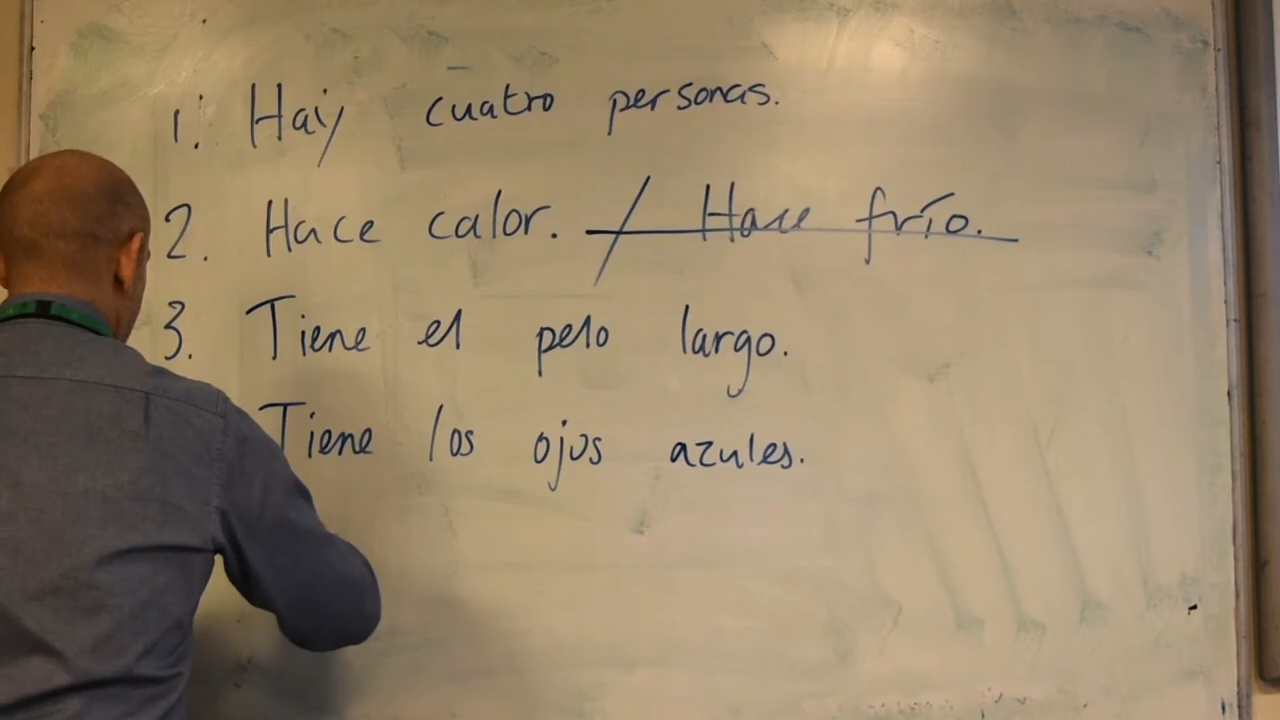 1. Hay cuatro personas.
2. Hace calor. / Hace frío.
3. Tiene el pelo largo.
Tiene los ojos azules.